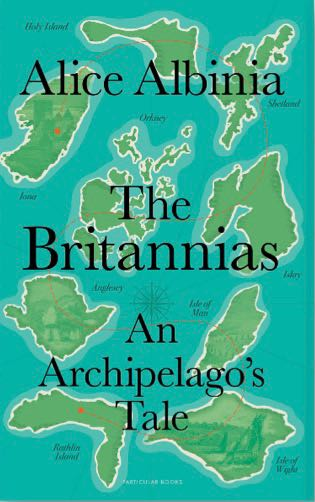 Holy Island
Alice Albinia
Shetland
Orkney
Iona
The
Britannias
Islay
Anglesey
Isle of
Man
An
Archipelago's
Tale
Rathlin
Island
Isle of
Wight
PARTICULAR BOOKS